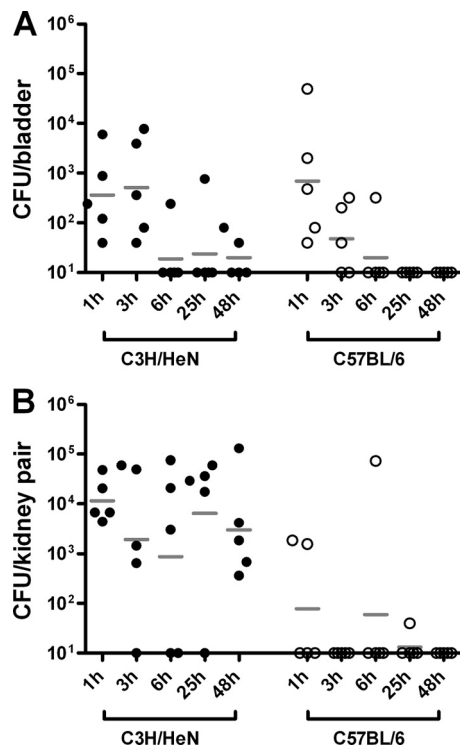 A
CFU/bladder
10^6
10^5
10^4
10^3
10^2
10^1
1h 3h 6h 25h 48h 1h 3h 6h 25h 48h
C3H/HeN C57BL/6
B
CFU/kidney pair
10^6
10^5
10^4
10^3
10^2
10^1
1h 3h 6h 25h 48h 1h 3h 6h 25h 48h
C3H/HeN C57BL/6